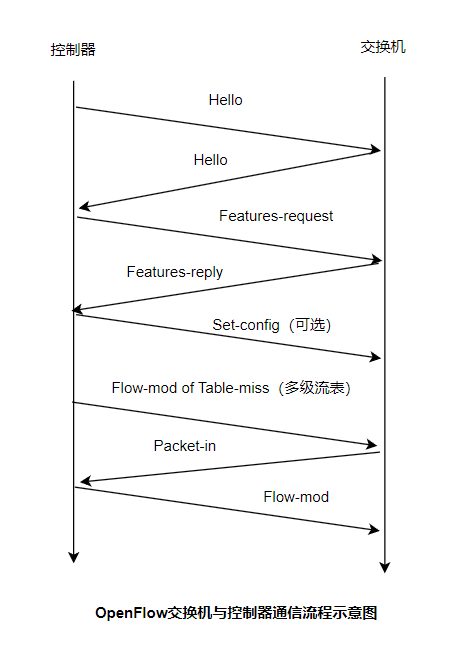 控制器
交换机
Hello
Hello
Features-request
Features-reply
Set-config（可选）
Flow-mod of Table-miss（多级流表）
Packet-in
Flow-mod
OpenFlow交换机与控制器通信流程示意图